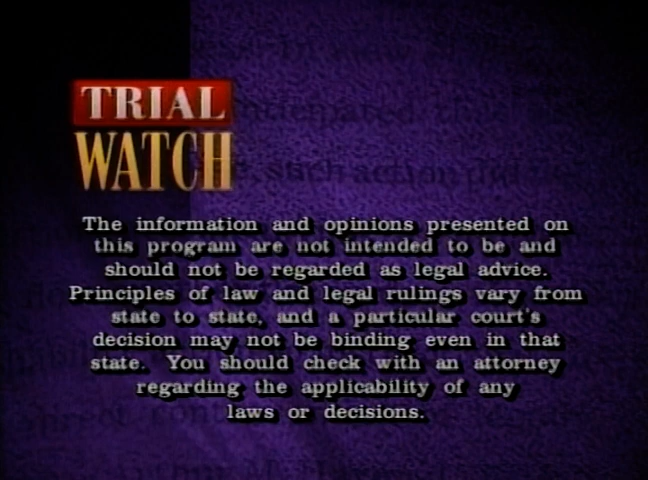 TRIAL
WATCH
The information and opinions presented on
this program are not intended to be and
should not be regarded as legal advice.
Principles of law and legal rulings vary from
state to state, and a particular court's
decision may not be binding even in that
state. You should check with an attorney
regarding the applicability of any
laws or decisions.
such action did